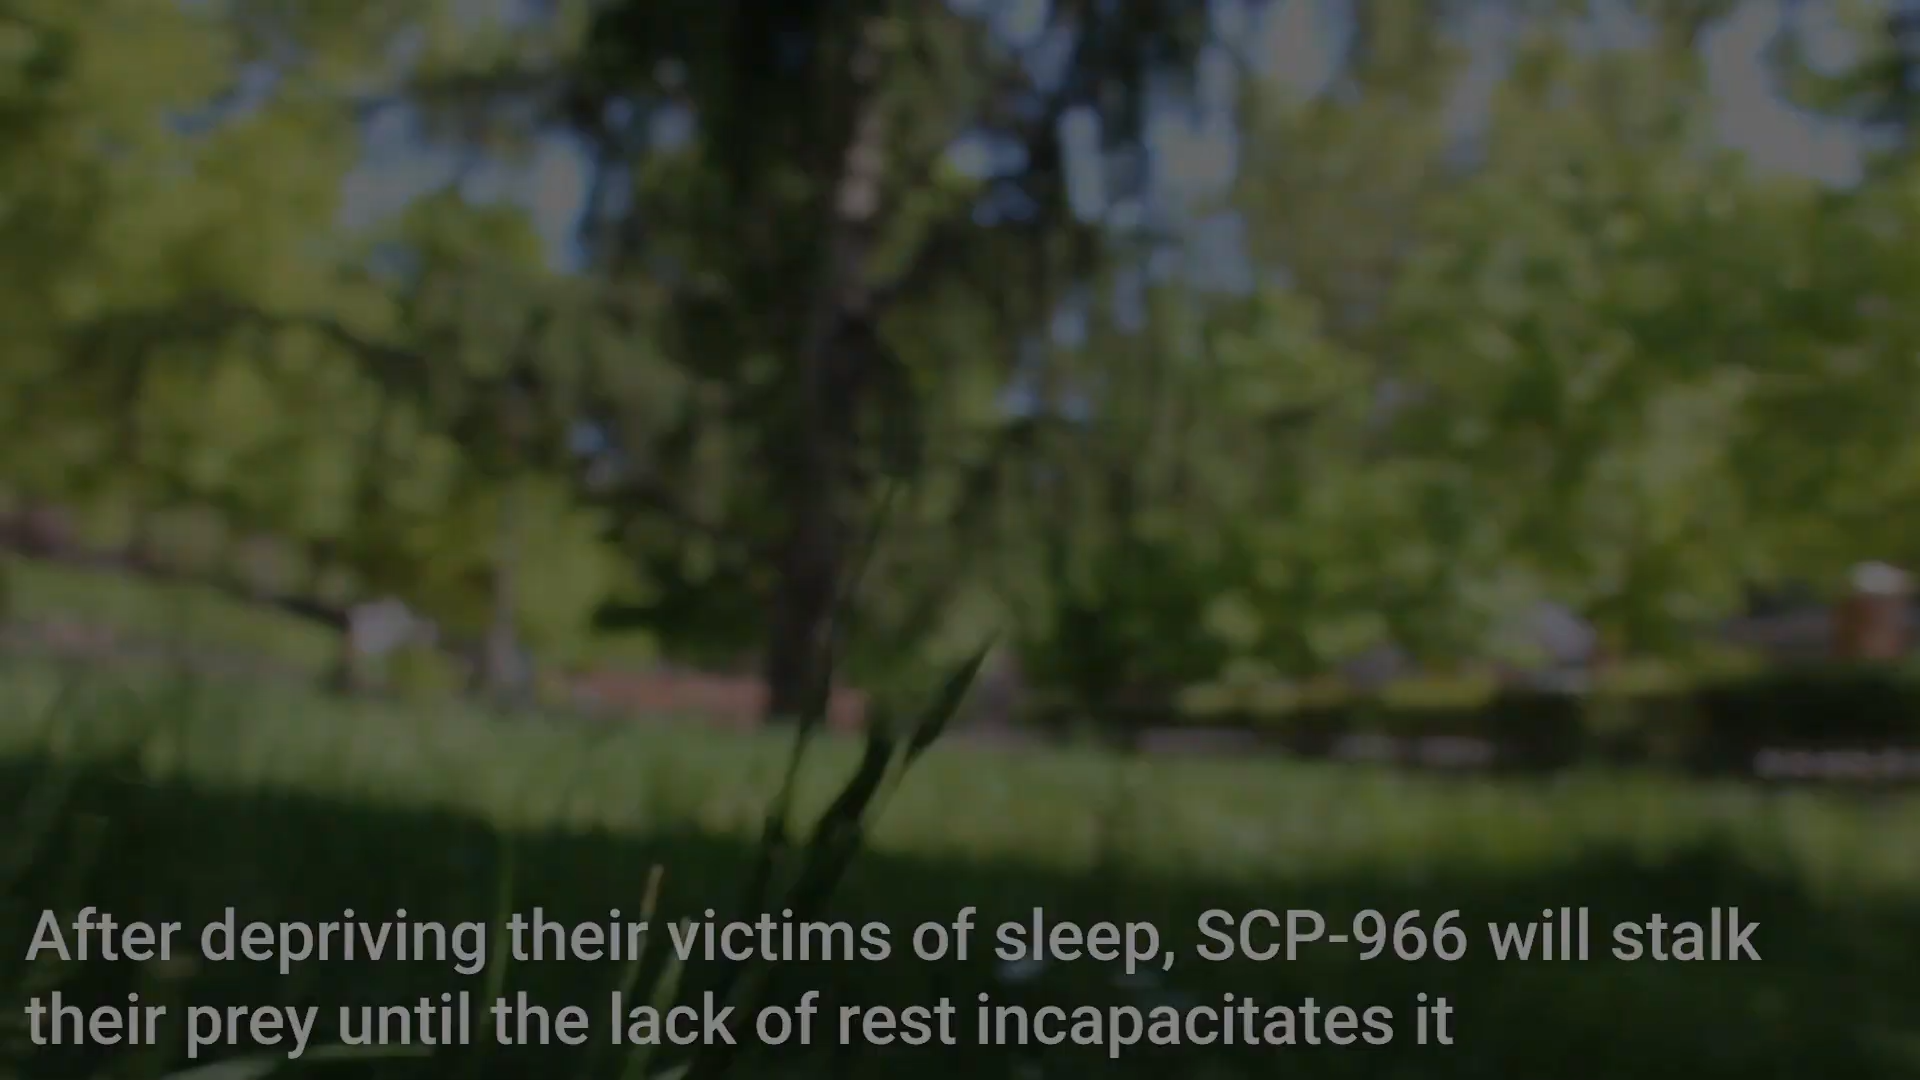 After depriving their victims of sleep, SCP-966 will stalk
their prey until the lack of rest incapacitates it